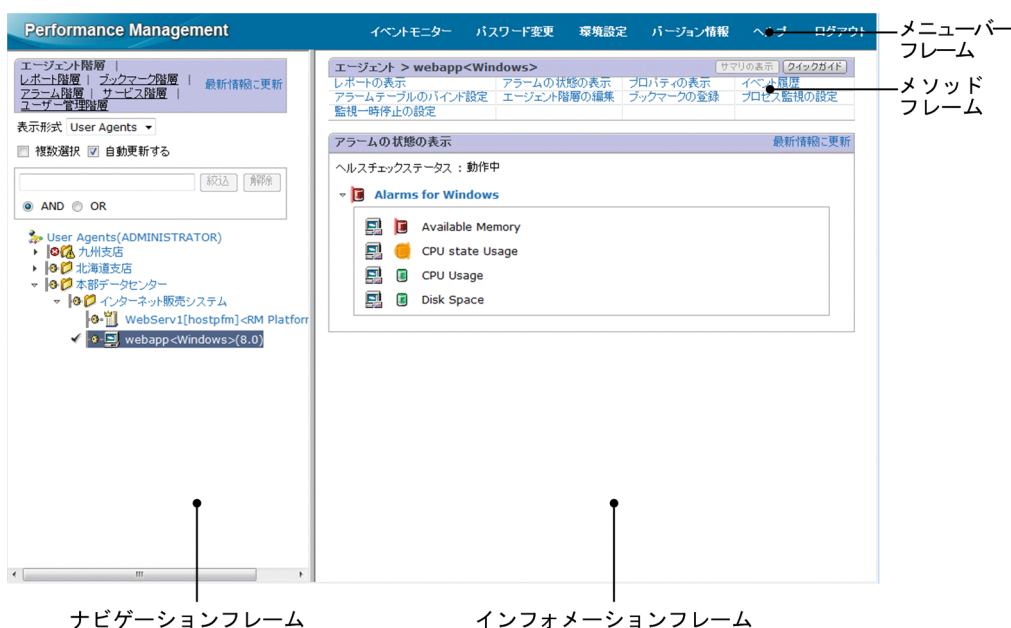 Performance Management
イベントモニター パスワード変更 環境設定 バージョン情報 ヘルプ ログアウト
メニューバー
フレーム
エージェント階層 |
レポート階層 | ブックマーク階層 |
アラーム階層 | サービス階層 |
ユーザー管理階層
最新情報に更新
表示形式 User Agents
複数選択 自動更新する
絞込 解除
AND OR
User Agents(ADMINISTRATOR)
九州支店
北海道支店
本部データセンター
インターネット販売システム
WebServ1[hostpfm]<RM Platforr
webapp<Windows>(8.0)
エージェント > webapp<Windows>
サマリの表示 クイックガイド
レポートの表示 アラームの状態の表示 プロパティの表示 イベント履歴
アラームテーブルのバインド設定 エージェント階層の編集 ブックマークの登録 プロセス監視の設定
監視一時停止の設定
メソッド
フレーム
アラームの状態の表示 最新情報に更新
ヘルスチェックステータス : 動作中
Alarms for Windows
Available Memory
CPU state Usage
CPU Usage
Disk Space
ナビゲーションフレーム
インフォメーションフレーム